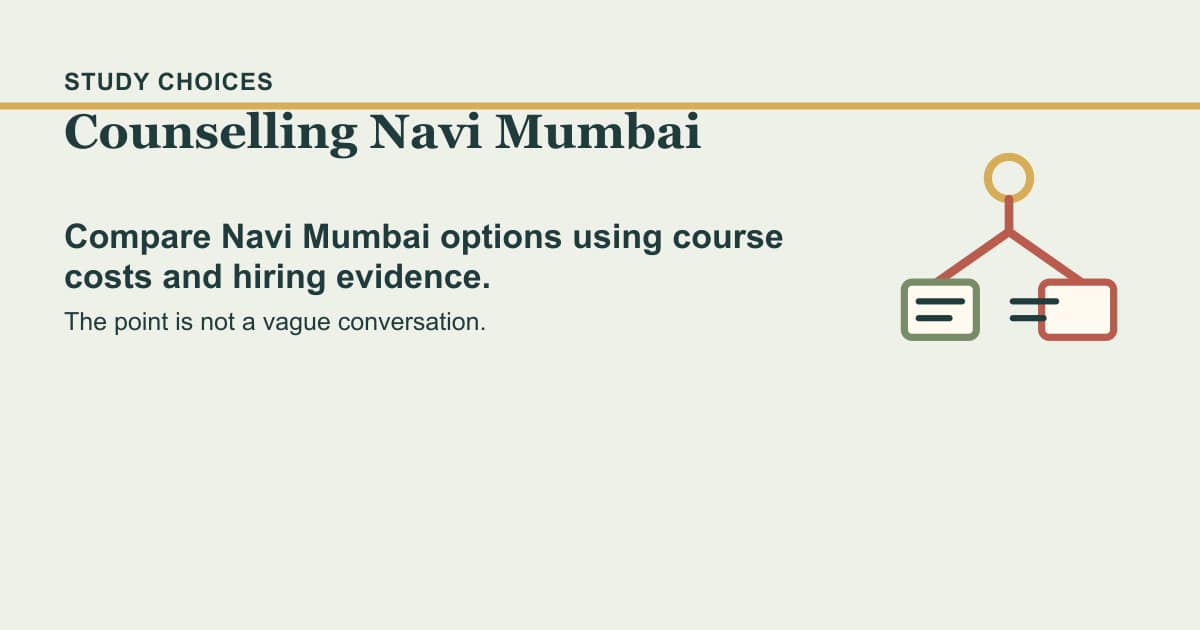 STUDY CHOICES
Counselling Navi Mumbai
Compare Navi Mumbai options using course
costs and hiring evidence.
The point is not a vague conversation.